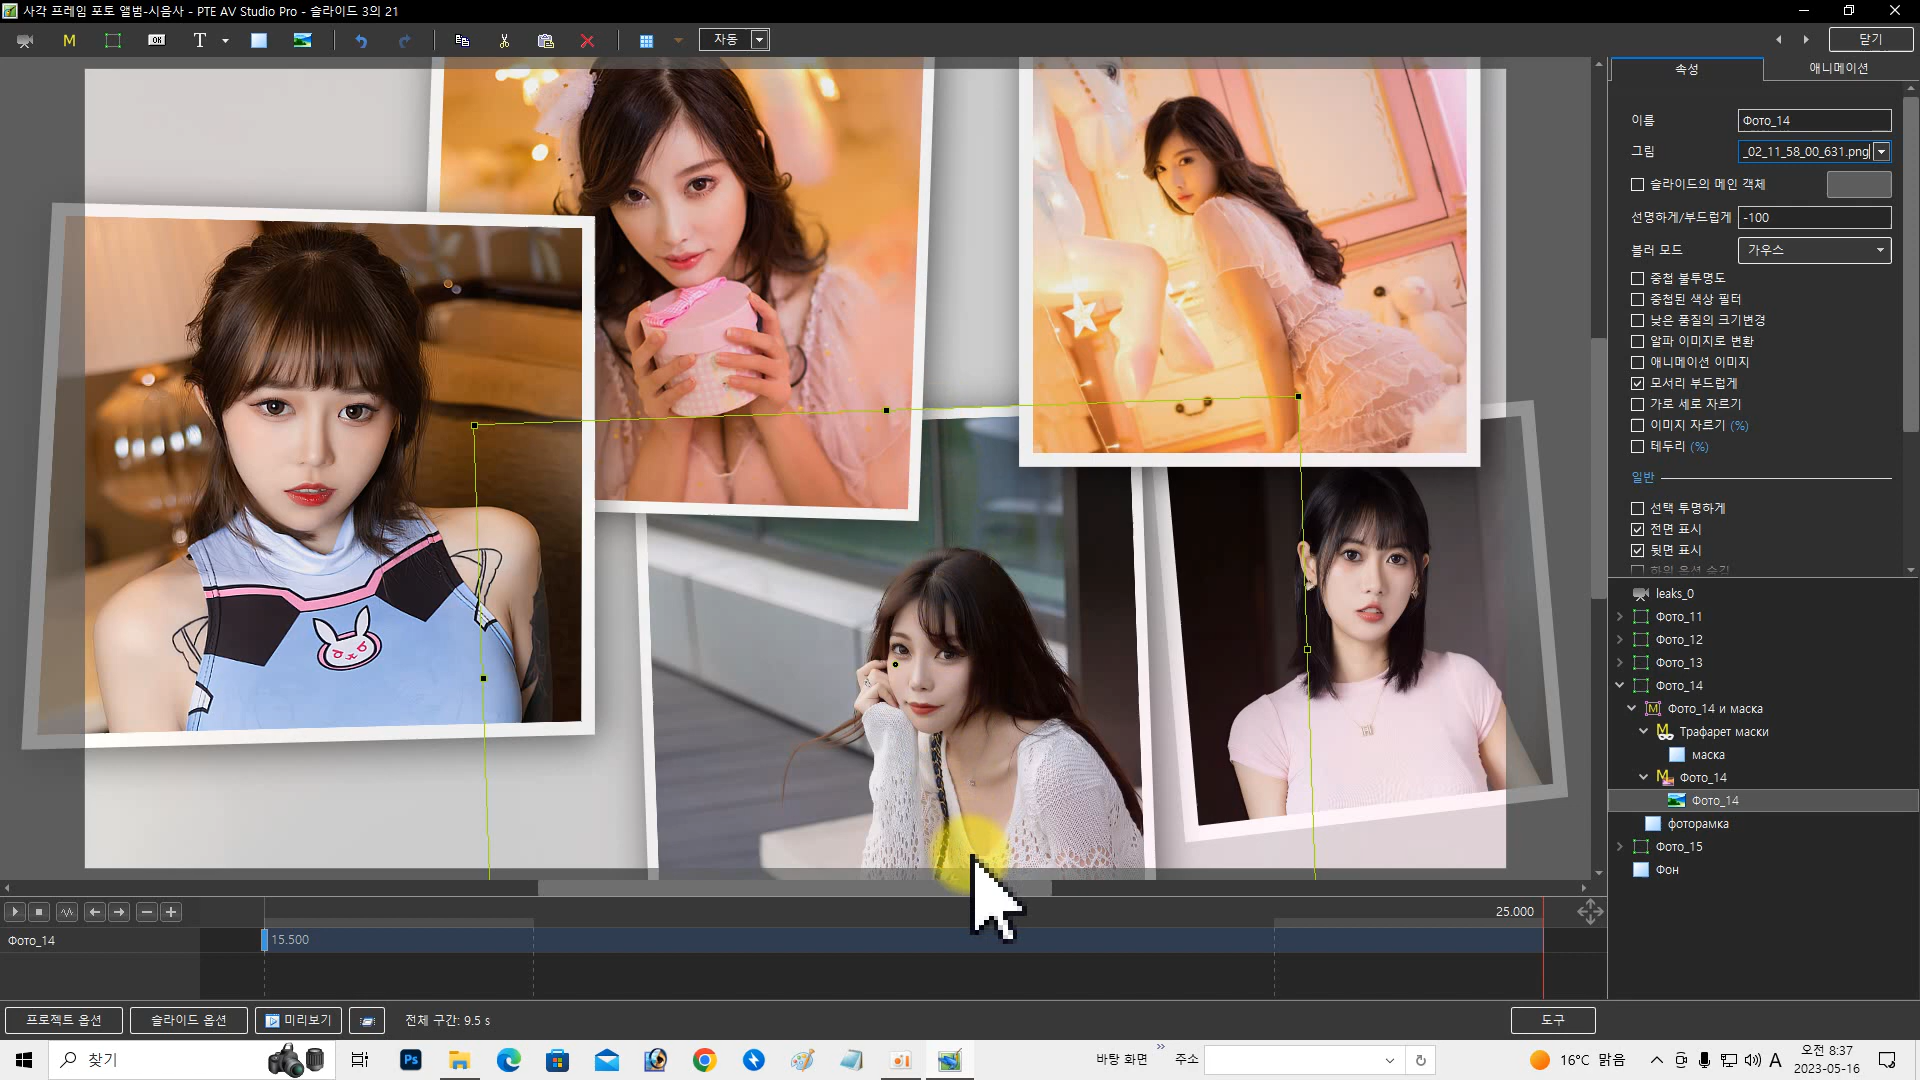 사각 프레임 포토 앨범-시음사 - PTE AV Studio Pro - 슬라이드 3의 21
M
OK
T
자동
닫기
속성
애니메이션
이름
Фото_14
그림
_02_11_58_00_631.png
슬라이드의 메인 객체
선명하게/부드럽게
-100
블러 모드
가우스
중첩 불투명도
중첩된 색상 필터
낮은 품질의 크기변경
알파 이미지로 변환
애니메이션 이미지
모서리 부드럽게
가로 세로 자르기
이미지 자르기 (%)
테두리 (%)
일반
선택 투명하게
전면 표시
뒷면 표시
하위 옵션 숨김
leaks_0
Фото_11
Фото_12
Фото_13
Фото_14
Фото_14 и маска
Трафарет маски
маска
Фото_14
Фото_14
фоторамка
Фото_15
Фон
25.000
Фото_14
15.500
프로젝트 옵션
슬라이드 옵션
미리보기
전체 구간: 9.5 s
도구
찾기
Ps
바탕 화면
주소
16°C 맑음
A
오전 8:37
2023-05-16